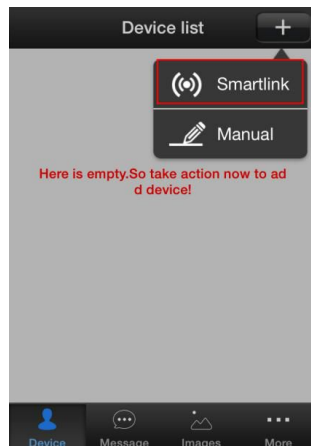 Device list
+
Smartlink
Manual
Here is empty.So take action now to ad
d device!
Device Message Images More